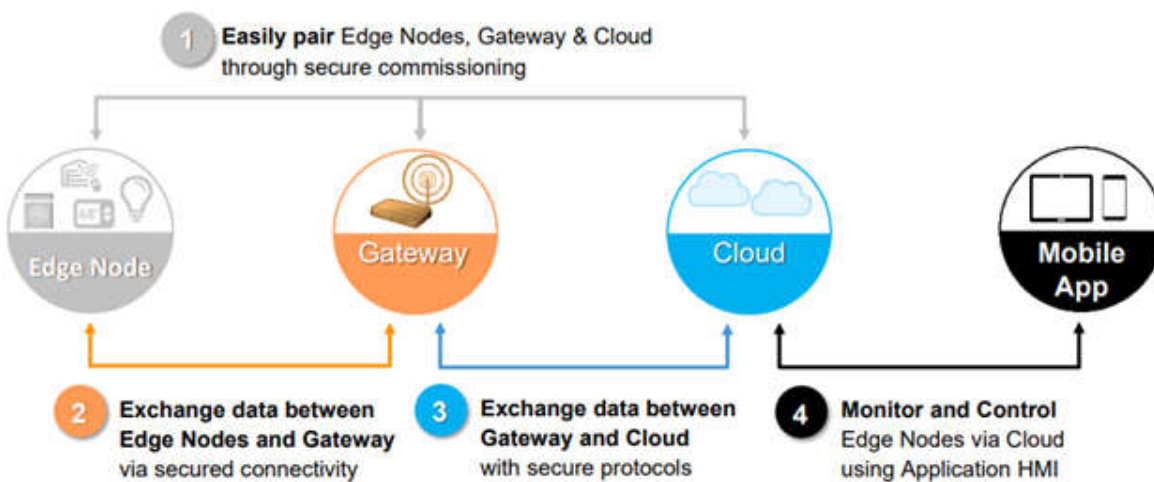 1
Easily pair Edge Nodes, Gateway & Cloud
through secure commissioning
Edge Node
Gateway
Cloud
Mobile
App
2
Exchange data between
Edge Nodes and Gateway
via secured connectivity
3
Exchange data between
Gateway and Cloud
with secure protocols
4
Monitor and Control
Edge Nodes via Cloud
using Application HMI